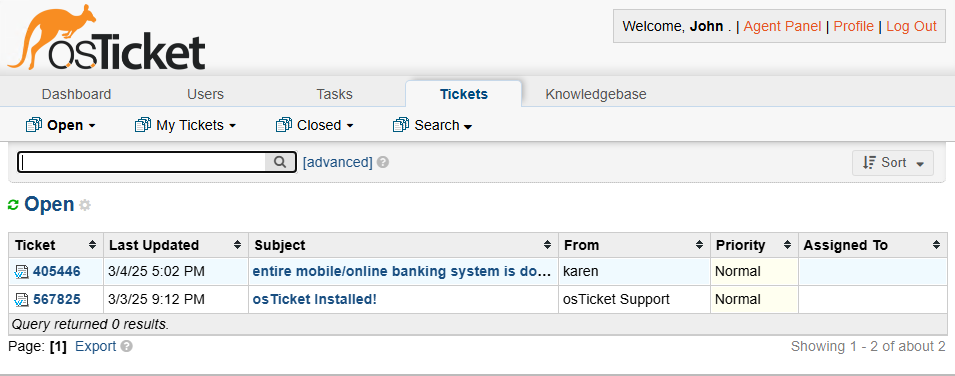 osTicket
Welcome, John . | Agent Panel | Profile | Log Out
Dashboard Users Tasks Tickets Knowledgebase
Open My Tickets Closed Search
[advanced] ?
Sort
Open
Ticket Last Updated Subject From Priority Assigned To
405446 3/4/25 5:02 PM entire mobile/online banking system is do... karen Normal
567825 3/3/25 9:12 PM osTicket Installed! osTicket Support Normal
Query returned 0 results.
Page: [1] Export ? Showing 1 - 2 of about 2